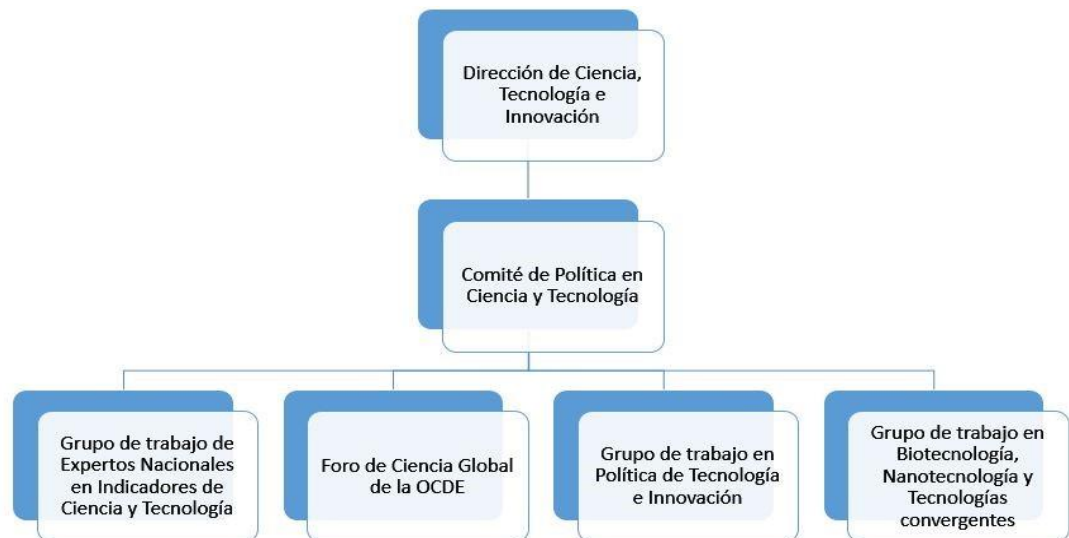 Dirección de Ciencia,
Tecnología e
Innovación
Comité de Política en
Ciencia y Tecnología
Grupo de trabajo de
Expertos Nacionales
en Indicadores de
Ciencia y Tecnología
Foro de Ciencia Global
de la OCDE
Grupo de trabajo en
Política de Tecnología
e Innovación
Grupo de trabajo en
Biotecnología,
Nanotecnología y
Tecnologías
convergentes